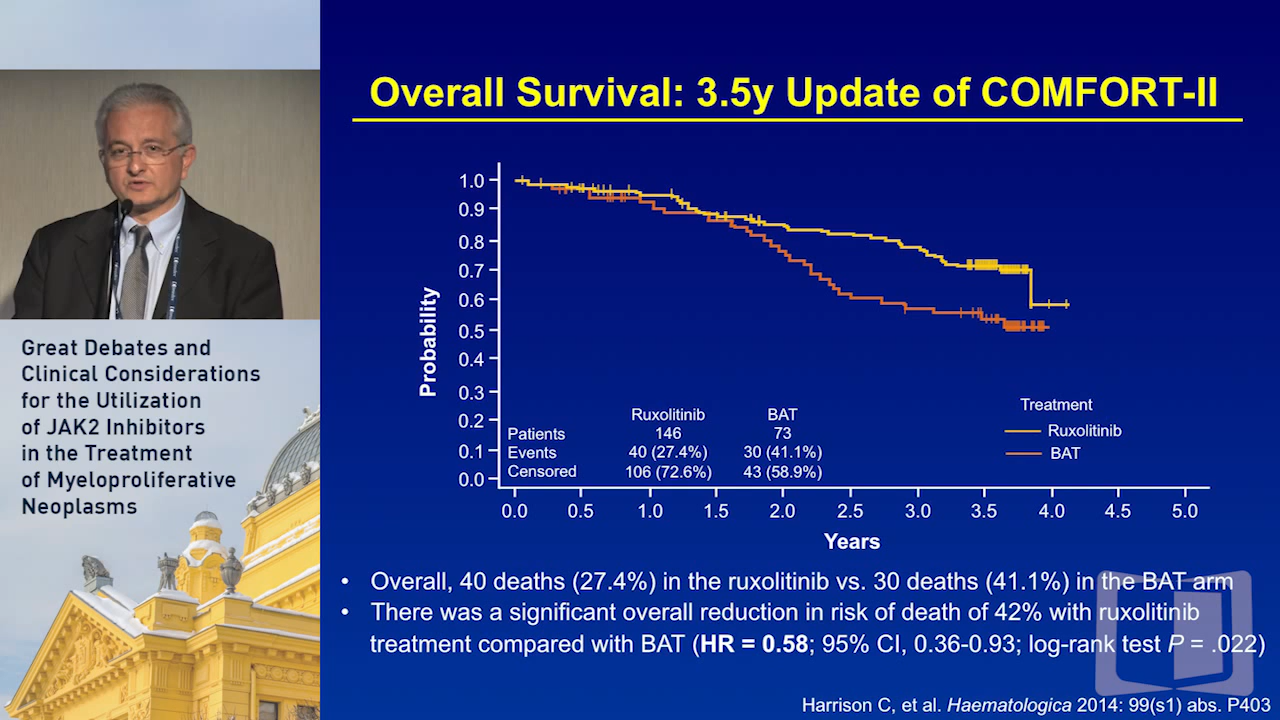 Great Debates and
Clinical Considerations
for the Utilization
of JAK2 Inhibitors
in the Treatment
of Myeloproliferative
Neoplasms
Overall Survival: 3.5y Update of COMFORT-II
Probability
1.0
0.9
0.8
0.7
0.6
0.5
0.4
0.3
0.2
0.1
0.0
Ruxolitinib BAT
Patients 146 73
Events 40 (27.4%) 30 (41.1%)
Censored 106 (72.6%) 43 (58.9%)
Treatment
Ruxolitinib
BAT
0.0 0.5 1.0 1.5 2.0 2.5 3.0 3.5 4.0 4.5 5.0
Years
• Overall, 40 deaths (27.4%) in the ruxolitinib vs. 30 deaths (41.1%) in the BAT arm
• There was a significant overall reduction in risk of death of 42% with ruxolitinib
treatment compared with BAT (HR = 0.58; 95% CI, 0.36-0.93; log-rank test P = .022)
Harrison C, et al. Haematologica 2014: 99(s1) abs. P403